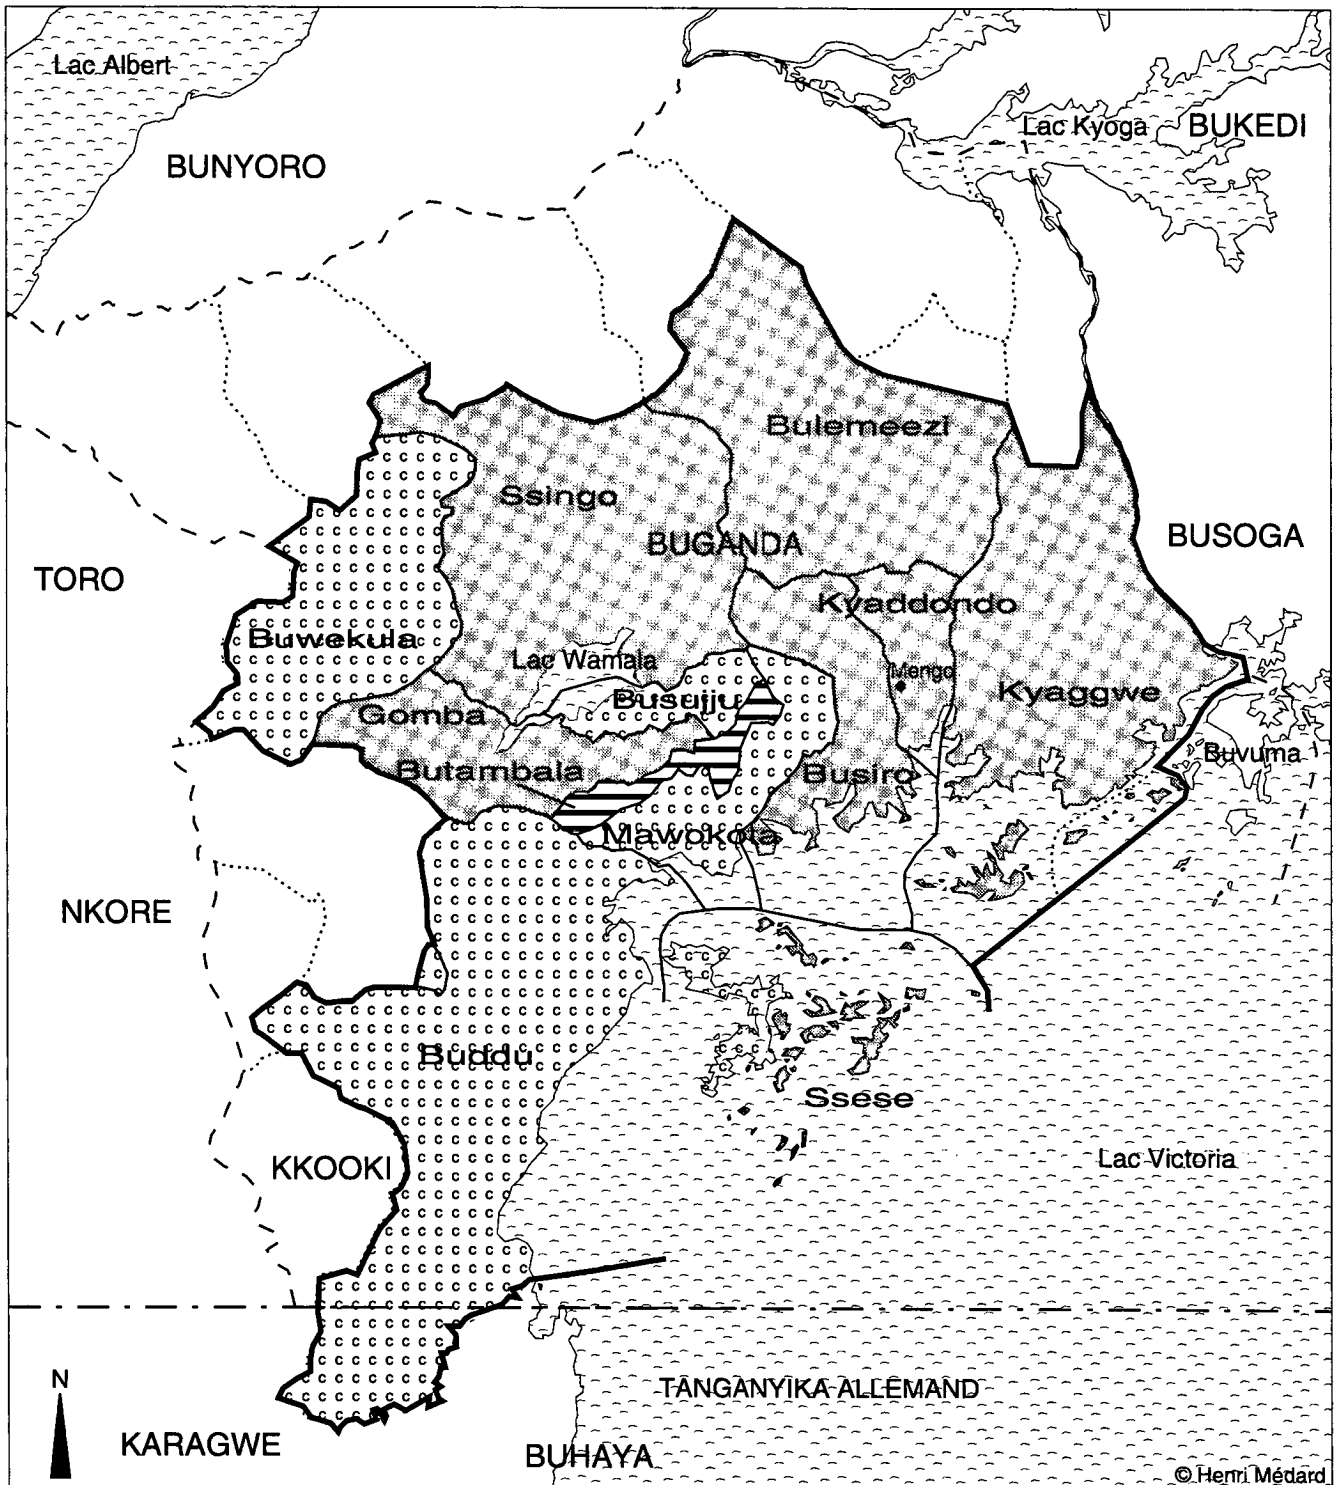 Lac Albert
Lac Kyoga
BUKEDI
BUNYORO
Bulemeezi
Ssingo
BUGANDA
BUSOGA
TORO
Kyaddondo
Buwekula
Lac Wamala
Mengo
Kyaggwe
Busujju
Gomba
Buvuma
Butambala
Busiro
Mawokota
NKORE
Buddu
Ssese
KKOOKI
Lac Victoria
N
TANGANYIKA ALLEMAND
KARAGWE
BUHAYA
© Henri Médard